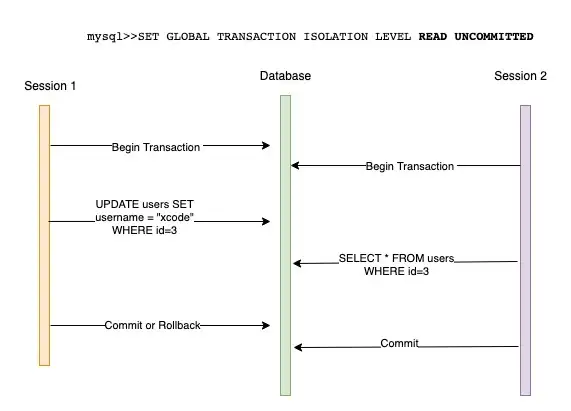 mysql>>SET GLOBAL TRANSACTION ISOLATION LEVEL READ UNCOMMITTED
Session 1
Database
Session 2
Begin Transaction
Begin Transaction
UPDATE users SET
username = "xcode"
WHERE id=3
SELECT * FROM users
WHERE id=3
Commit or Rollback
Commit